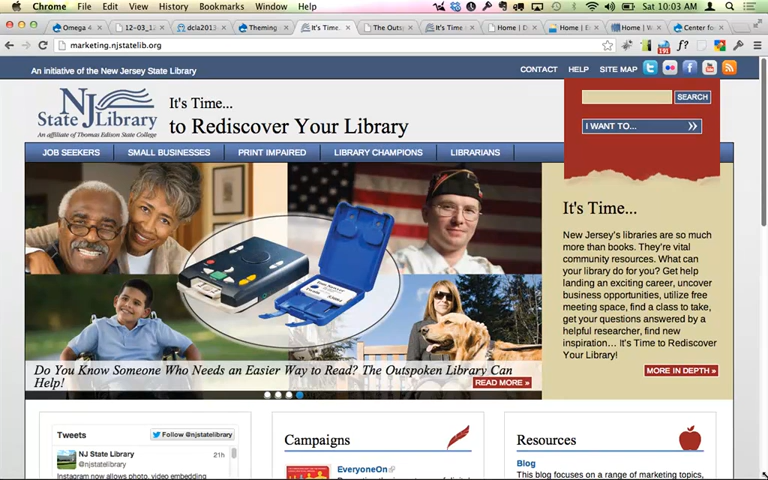 Chrome File Edit View History Bookmarks Window Help
Sat 10:03 AM
Omega 4
dcla2013
Theming
It's Time
The Outsp
It's Time
Home | D
Home | E
Home | W
Center fo
marketing.njstatelib.org
An initiative of the New Jersey State Library
CONTACT HELP SITE MAP
NJ
State Library
An affiliate of Thomas Edison State College
It's Time...
to Rediscover Your Library
SEARCH
I WANT TO...
JOB SEEKERS SMALL BUSINESSES PRINT IMPAIRED LIBRARY CHAMPIONS LIBRARIANS
It's Time...
New Jersey's libraries are so much
more than books. They're vital
community resources. What can
your library do for you? Get help
landing an exciting career, uncover
business opportunities, utilize free
meeting space, find a class to take,
get your questions answered by a
helpful researcher, find new
inspiration… It's Time to Rediscover
Your Library!
MORE IN DEPTH »
Do You Know Someone Who Needs an Easier Way to Read? The Outspoken Library Can
Help!
READ MORE »
Tweets
Follow @njstatelibrary
NJ State Library
21h
@njstatelibrary
Instagram now allows photo, video embedding
Campaigns
EveryoneOn
Resources
Blog
This blog focuses on a range of marketing topics,